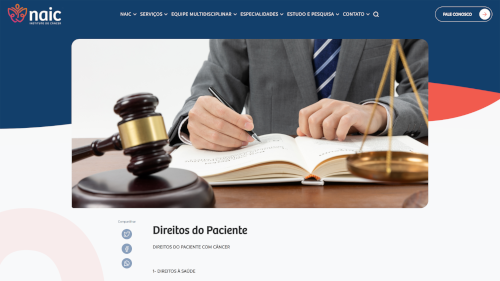 naic
INSTITUTO DO CÂNCER
NAIC
SERVIÇOS
EQUIPE MULTIDISCIPLINAR
ESPECIALIDADES
ESTUDO E PESQUISA
CONTATO
FALE CONOSCO
Compartilhar
Direitos do Paciente
DIREITOS DO PACIENTE COM CÂNCER
1- DIREITOS À SAÚDE